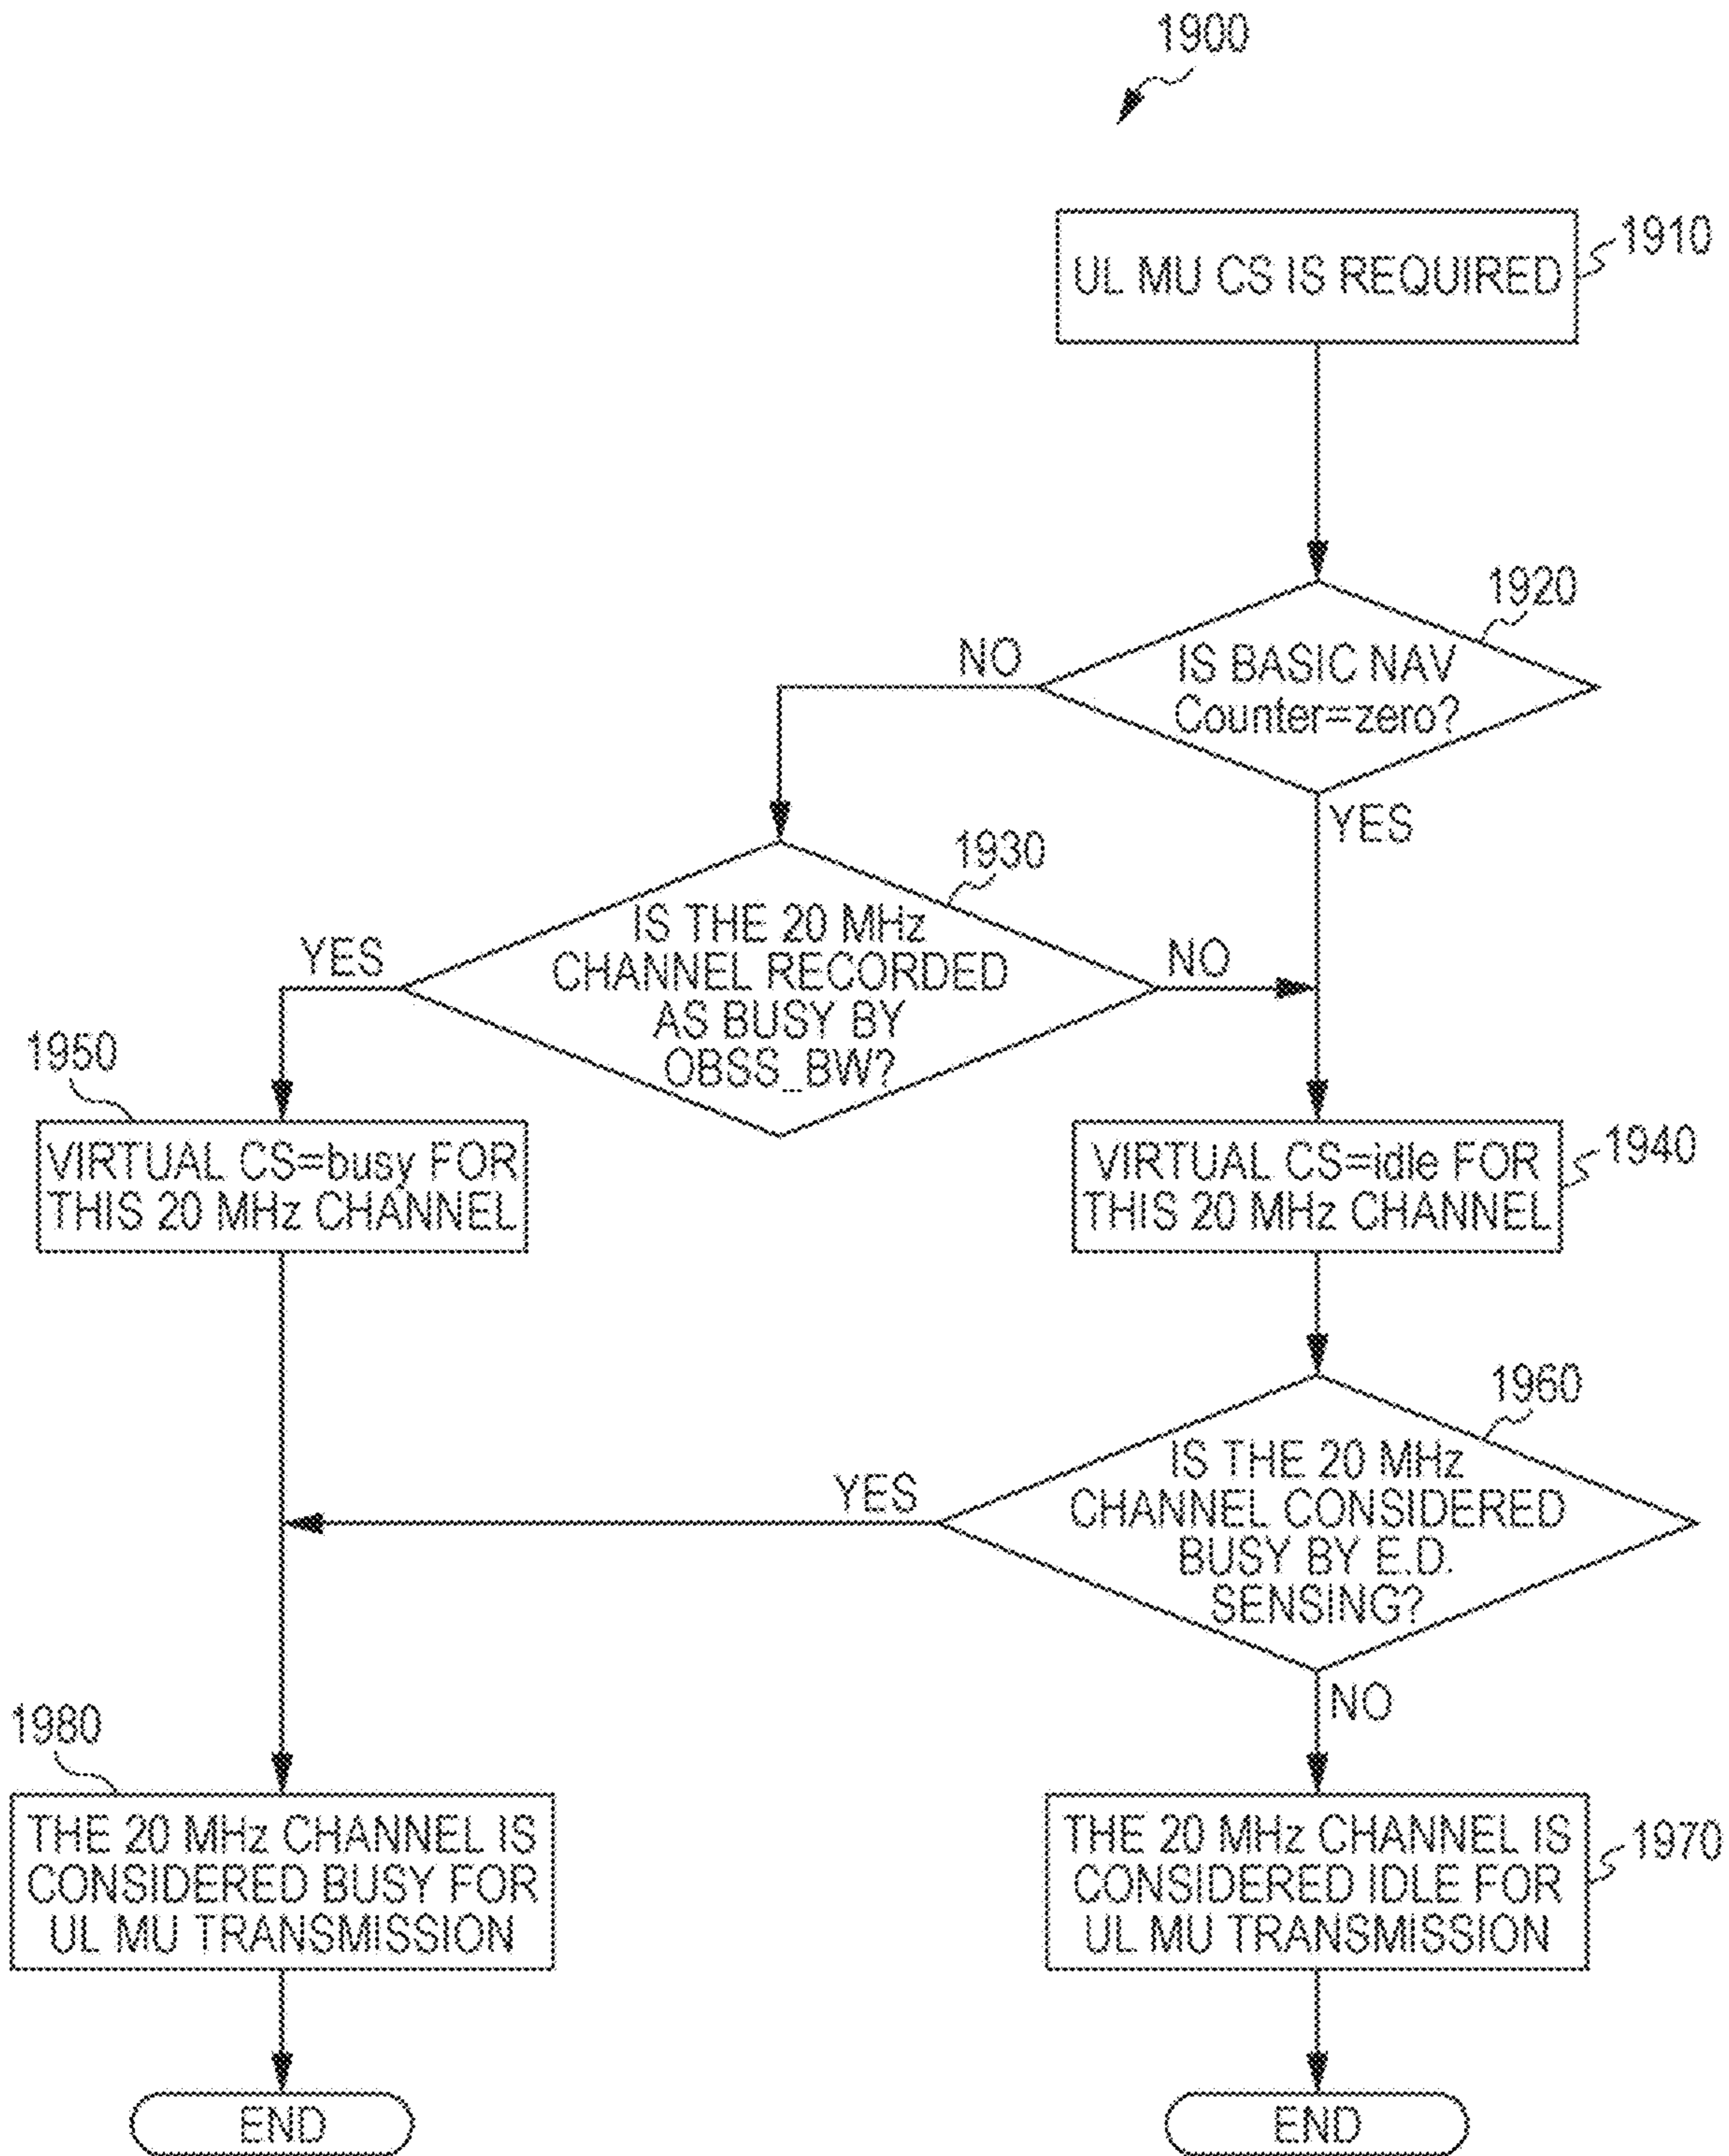 1900
UL MU CS IS REQUIRED
1910
1920
IS BASIC NAV
Counter=zero?
NO
YES
1930
IS THE 20 MHz
CHANNEL RECORDED
AS BUSY BY
OBSS_BW?
YES
NO
1950
VIRTUAL CS=busy FOR
THIS 20 MHz CHANNEL
VIRTUAL CS=idle FOR
THIS 20 MHz CHANNEL
1940
1960
IS THE 20 MHz
CHANNEL CONSIDERED
BUSY BY E.D.
SENSING?
YES
NO
1980
THE 20 MHz CHANNEL IS
CONSIDERED BUSY FOR
UL MU TRANSMISSION
THE 20 MHz CHANNEL IS
CONSIDERED IDLE FOR
UL MU TRANSMISSION
1970
END
END